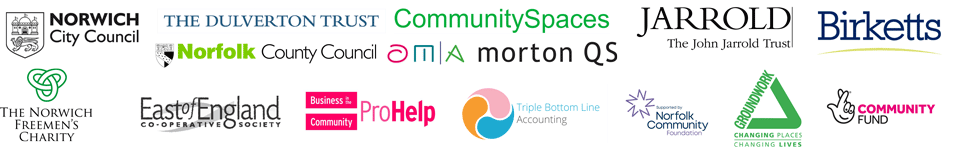 NORWICH
City Council
THE DULVERTON TRUST
CommunitySpaces
JARROLD
The John Jarrold Trust
Birketts
Norfolk County Council
AMA morton QS
THE NORWICH
FREEMEN'S
CHARITY
East of England
CO-OPERATIVE SOCIETY
Business in the
Community
ProHelp
Triple Bottom Line
Accounting
Supported by
Norfolk
Community
Foundation
GROUNDWORK
CHANGING PLACES
CHANGING LIVES
COMMUNITY
FUND